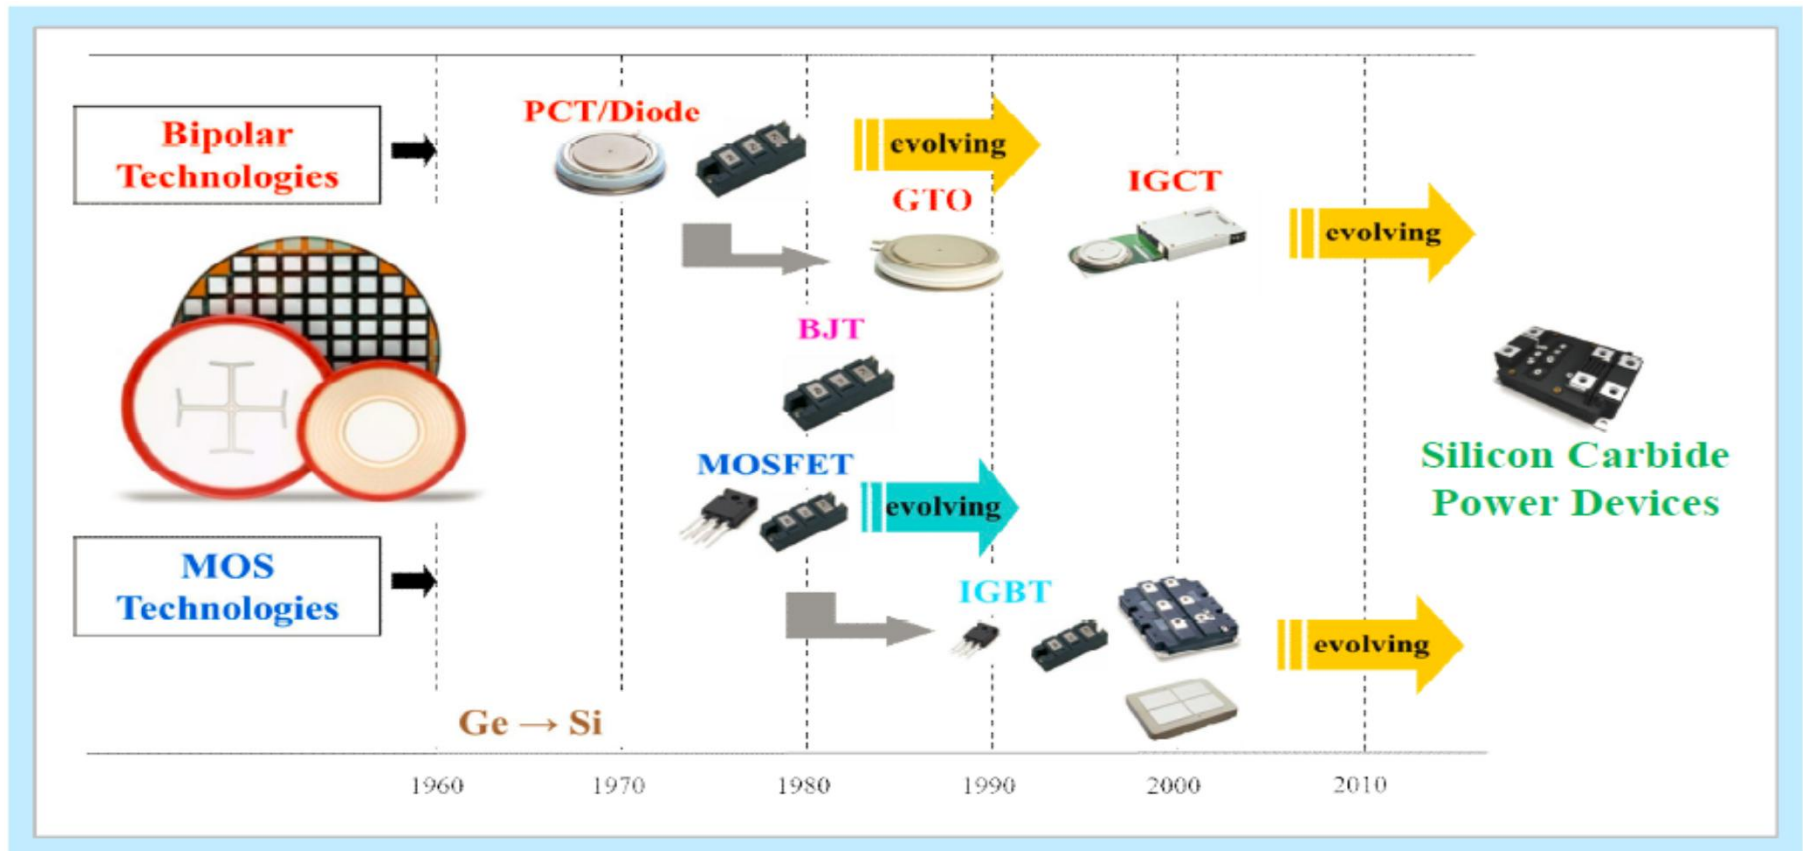 Bipolar
Technologies
PCT/Diode
evolving
GTO
IGCT
evolving
BJT
MOSFET
evolving
Silicon Carbide
Power Devices
MOS
Technologies
IGBT
evolving
Ge → Si
1960
1970
1980
1990
2000
2010